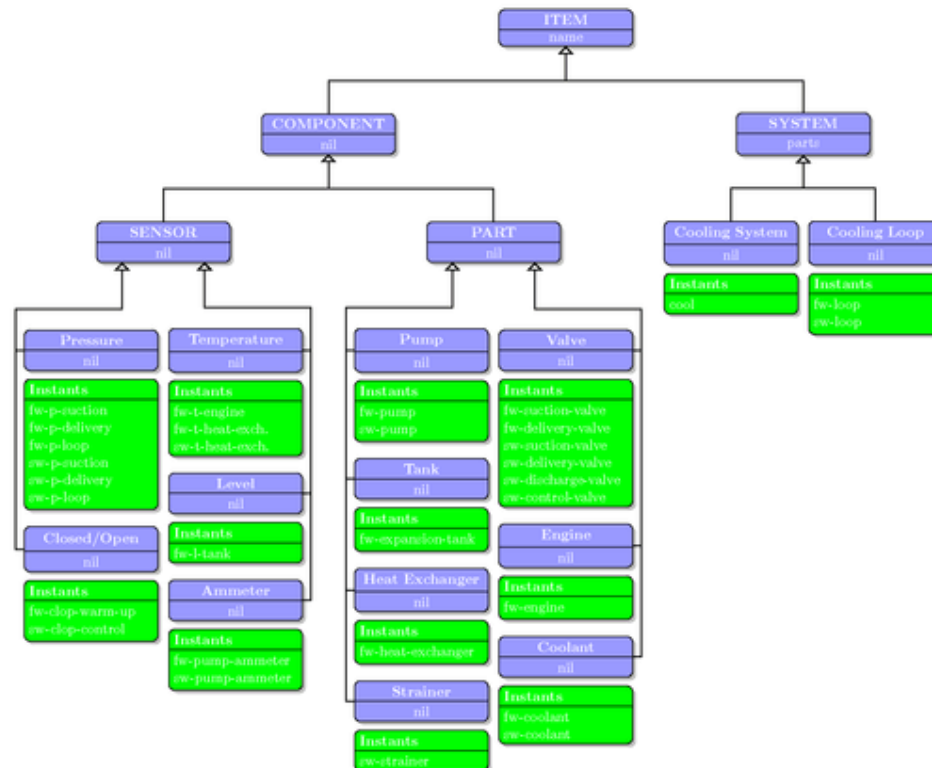 ITEM
name
COMPONENT
nil
SYSTEM
parts
SENSOR
nil
PART
nil
Cooling System
nil
Instants
cool
Cooling Loop
nil
Instants
fw-loop
sw-loop
Pressure
nil
Instants
fw-p-suction
fw-p-delivery
fw-p-loop
sw-p-suction
sw-p-delivery
sw-p-loop
Closed/Open
nil
Instants
fw-clop-warm-up
sw-clop-control
Temperature
nil
Instants
fw-t-engine
fw-t-heat-exch.
sw-t-heat-exch.
Level
nil
Instants
fw-l-tank
Ammeter
nil
Instants
fw-pump-ammeter
sw-pump-ammeter
Pump
nil
Instants
fw-pump
sw-pump
Tank
nil
Instants
fw-expansion-tank
Heat Exchanger
nil
Instants
fw-heat-exchanger
Strainer
nil
Instants
sw-strainer
Valve
nil
Instants
fw-suction-valve
fw-delivery-valve
sw-suction-valve
sw-delivery-valve
sw-discharge-valve
sw-control-valve
Engine
nil
Instants
fw-engine
Coolant
nil
Instants
fw-coolant
sw-coolant